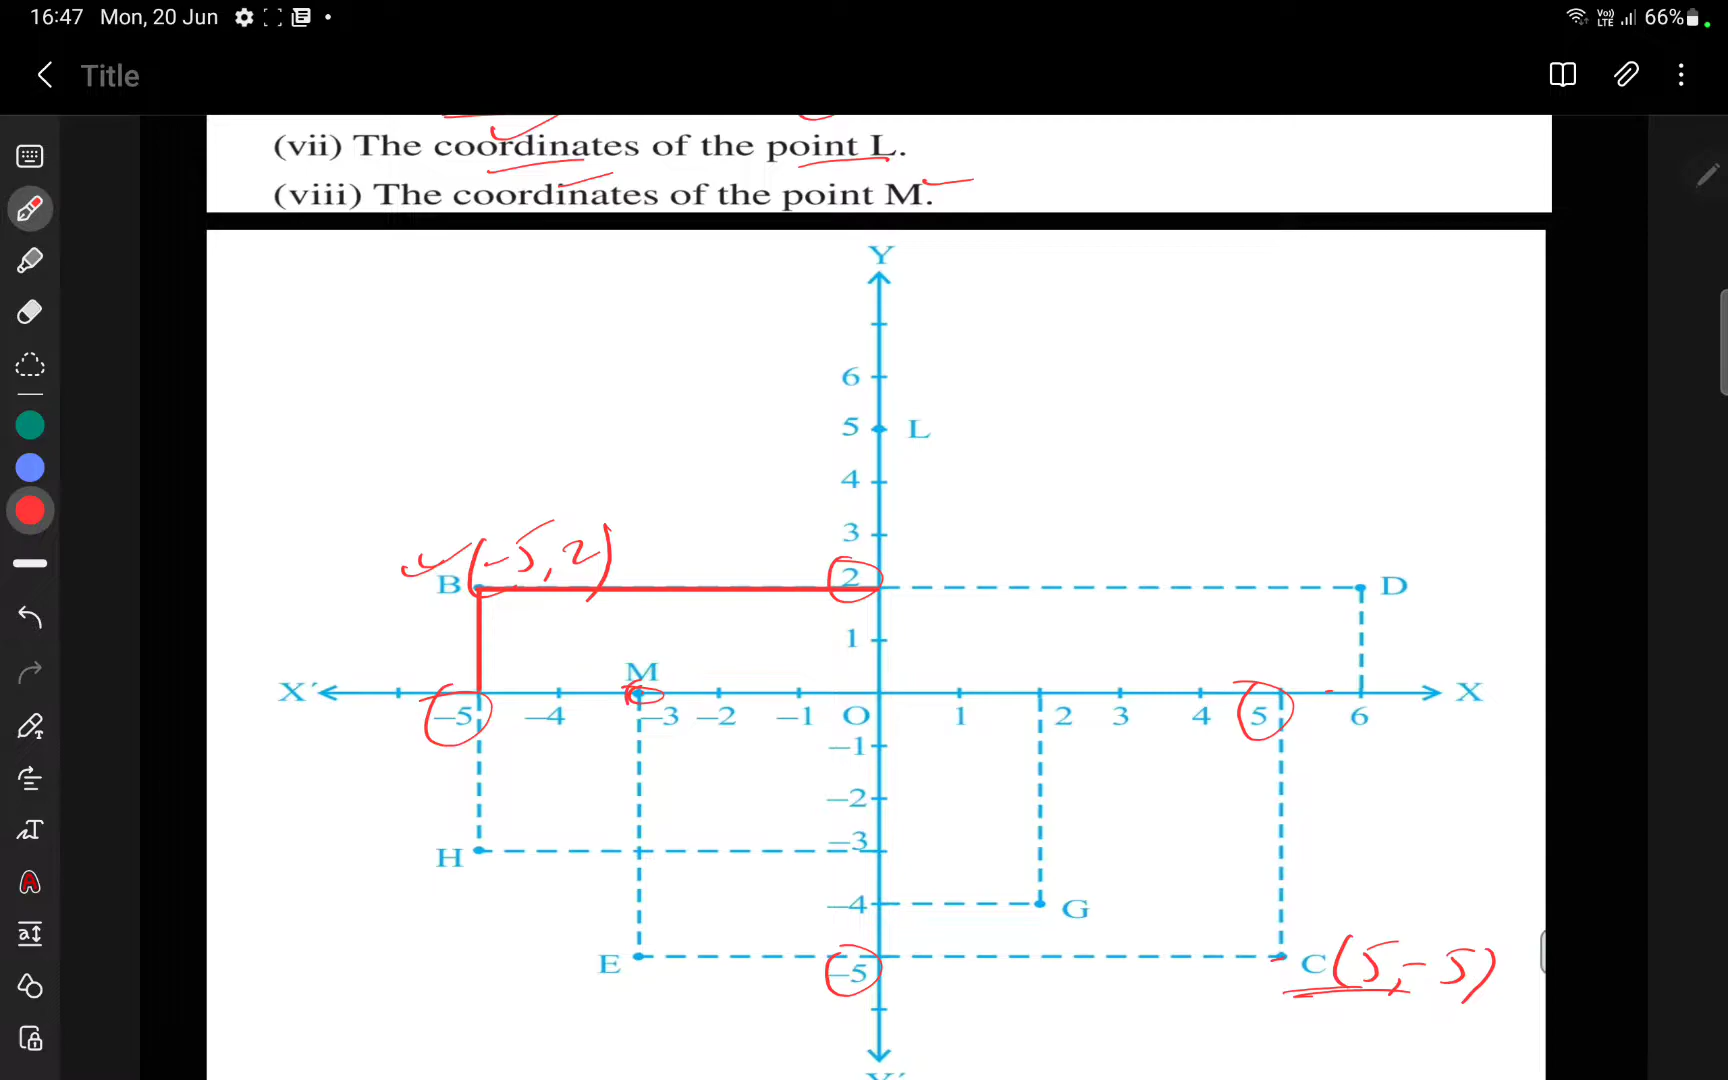 16:47 Mon, 20 Jun
Vo)) LTE 66%
Title
(vii) The coordinates of the point L.
(viii) The coordinates of the point M.
Y
6
5 L
4
3
(-5, 2)
B 2 D
1
M
X′ X
-5 -4 -3 -2 -1 O 1 2 3 4 5 6
-1
-2
-3
H
-4 G
E -5 C (5, -5)